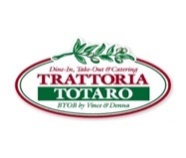 Dine-In, Take-Out & Catering
TRATTORIA
TOTARO
BYOB by Vince & Donna